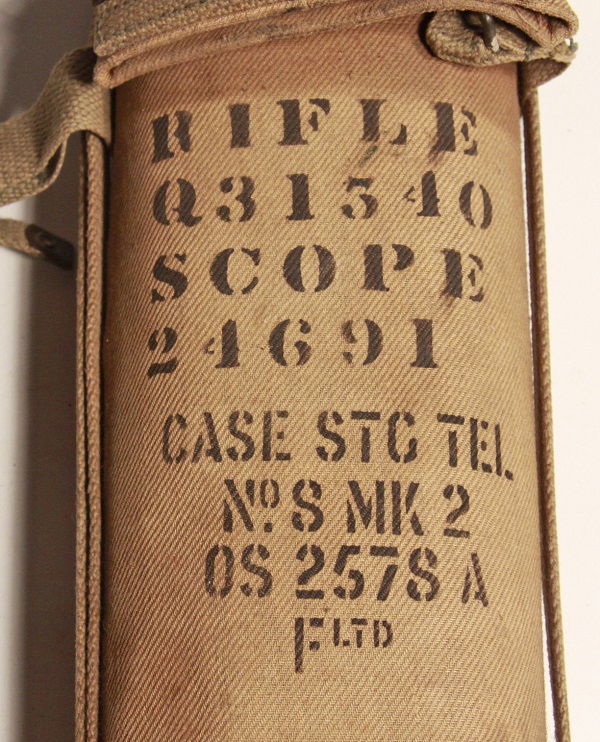 RIFLE
Q31340
SCOPE
24691
CASE STG TEL
Nº 8 MK 2
OS 2578 A
F LTD